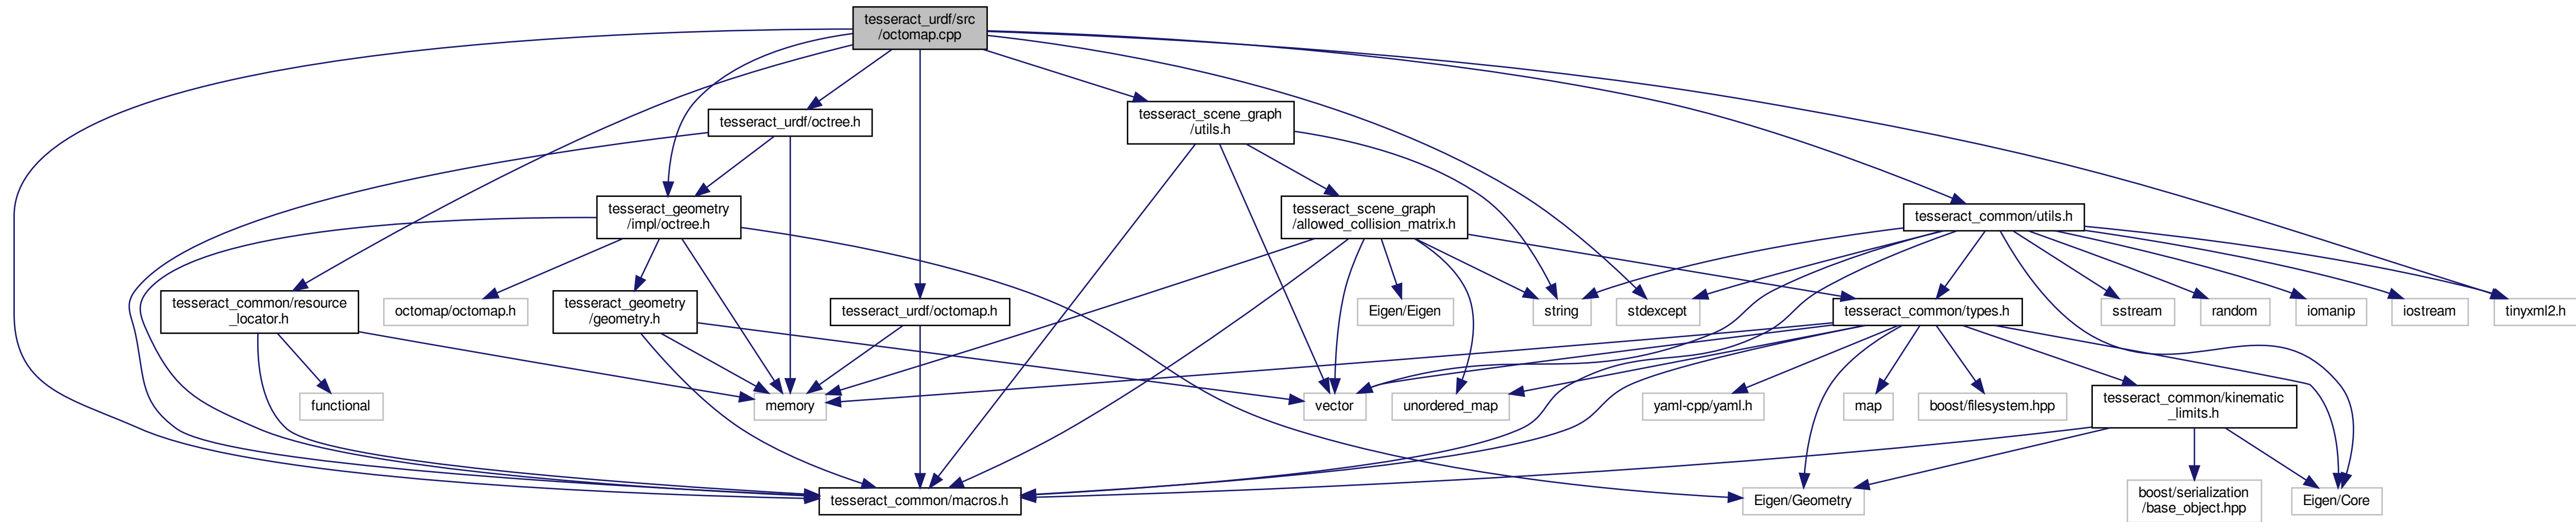 tesseract_urdf/src
/octomap.cpp
tesseract_urdf/octree.h
tesseract_scene_graph
/utils.h
tesseract_geometry
/impl/octree.h
tesseract_scene_graph
/allowed_collision_matrix.h
tesseract_common/utils.h
tesseract_common/resource
_locator.h
octomap/octomap.h
tesseract_geometry
/geometry.h
tesseract_urdf/octomap.h
Eigen/Eigen
string
stdexcept
tesseract_common/types.h
sstream
random
iomanip
iostream
tinyxml2.h
functional
memory
vector
unordered_map
yaml-cpp/yaml.h
map
boost/filesystem.hpp
tesseract_common/kinematic
_limits.h
tesseract_common/macros.h
Eigen/Geometry
boost/serialization
/base_object.hpp
Eigen/Core